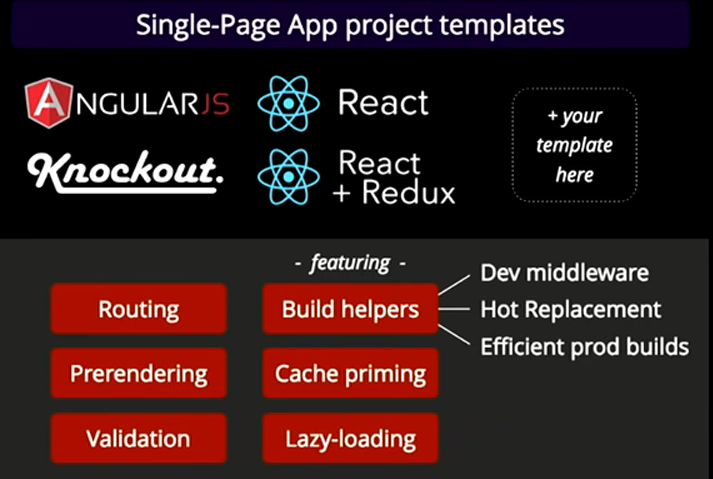 Single-Page App project templates
ANGULARJS
React
Knockout.
React
+ Redux
+ your
template
here
- featuring -
Routing
Build helpers
Dev middleware
Hot Replacement
Efficient prod builds
Prerendering
Cache priming
Validation
Lazy-loading